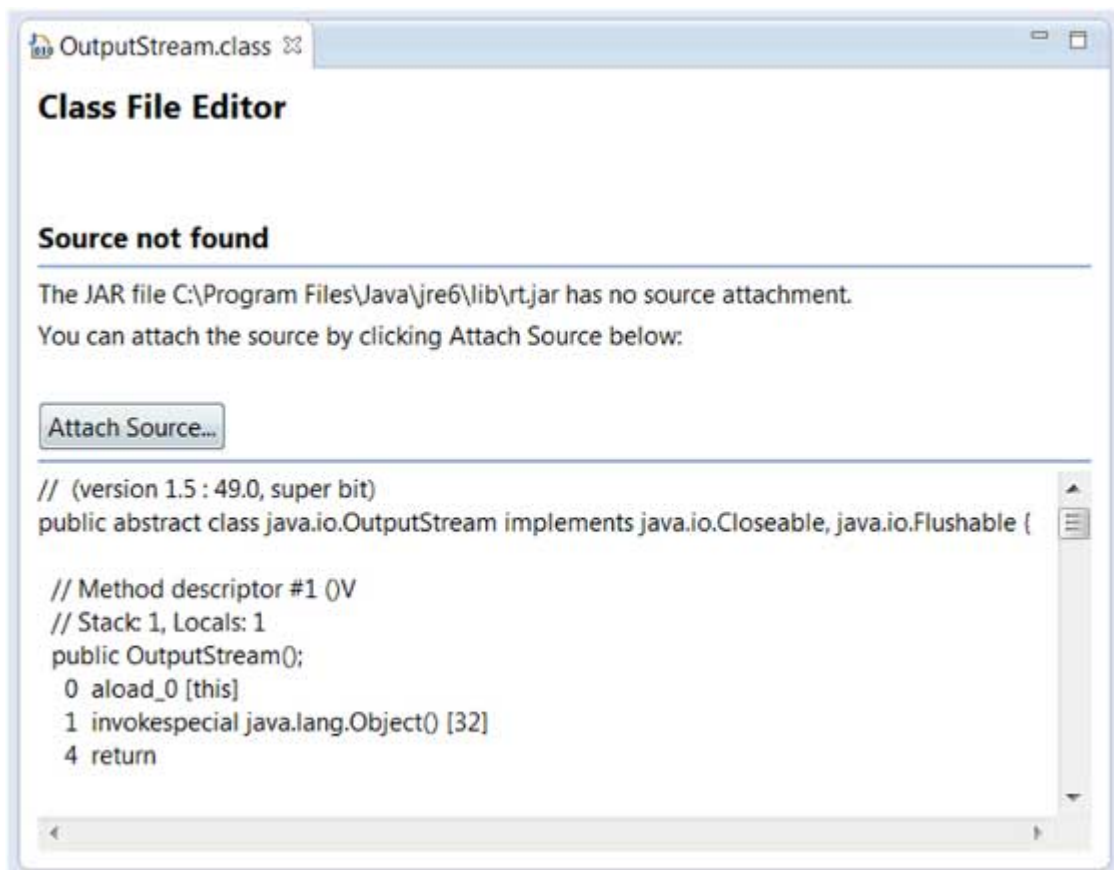 OutputStream.class
Class File Editor
Source not found
The JAR file C:\Program Files\Java\jre6\lib\rt.jar has no source attachment.
You can attach the source by clicking Attach Source below:
Attach Source...
// (version 1.5 : 49.0, super bit)
public abstract class java.io.OutputStream implements java.io.Closeable, java.io.Flushable {
// Method descriptor #1 ()V
// Stack: 1, Locals: 1
public OutputStream();
0 aload_0 [this]
1 invokespecial java.lang.Object() [32]
4 return